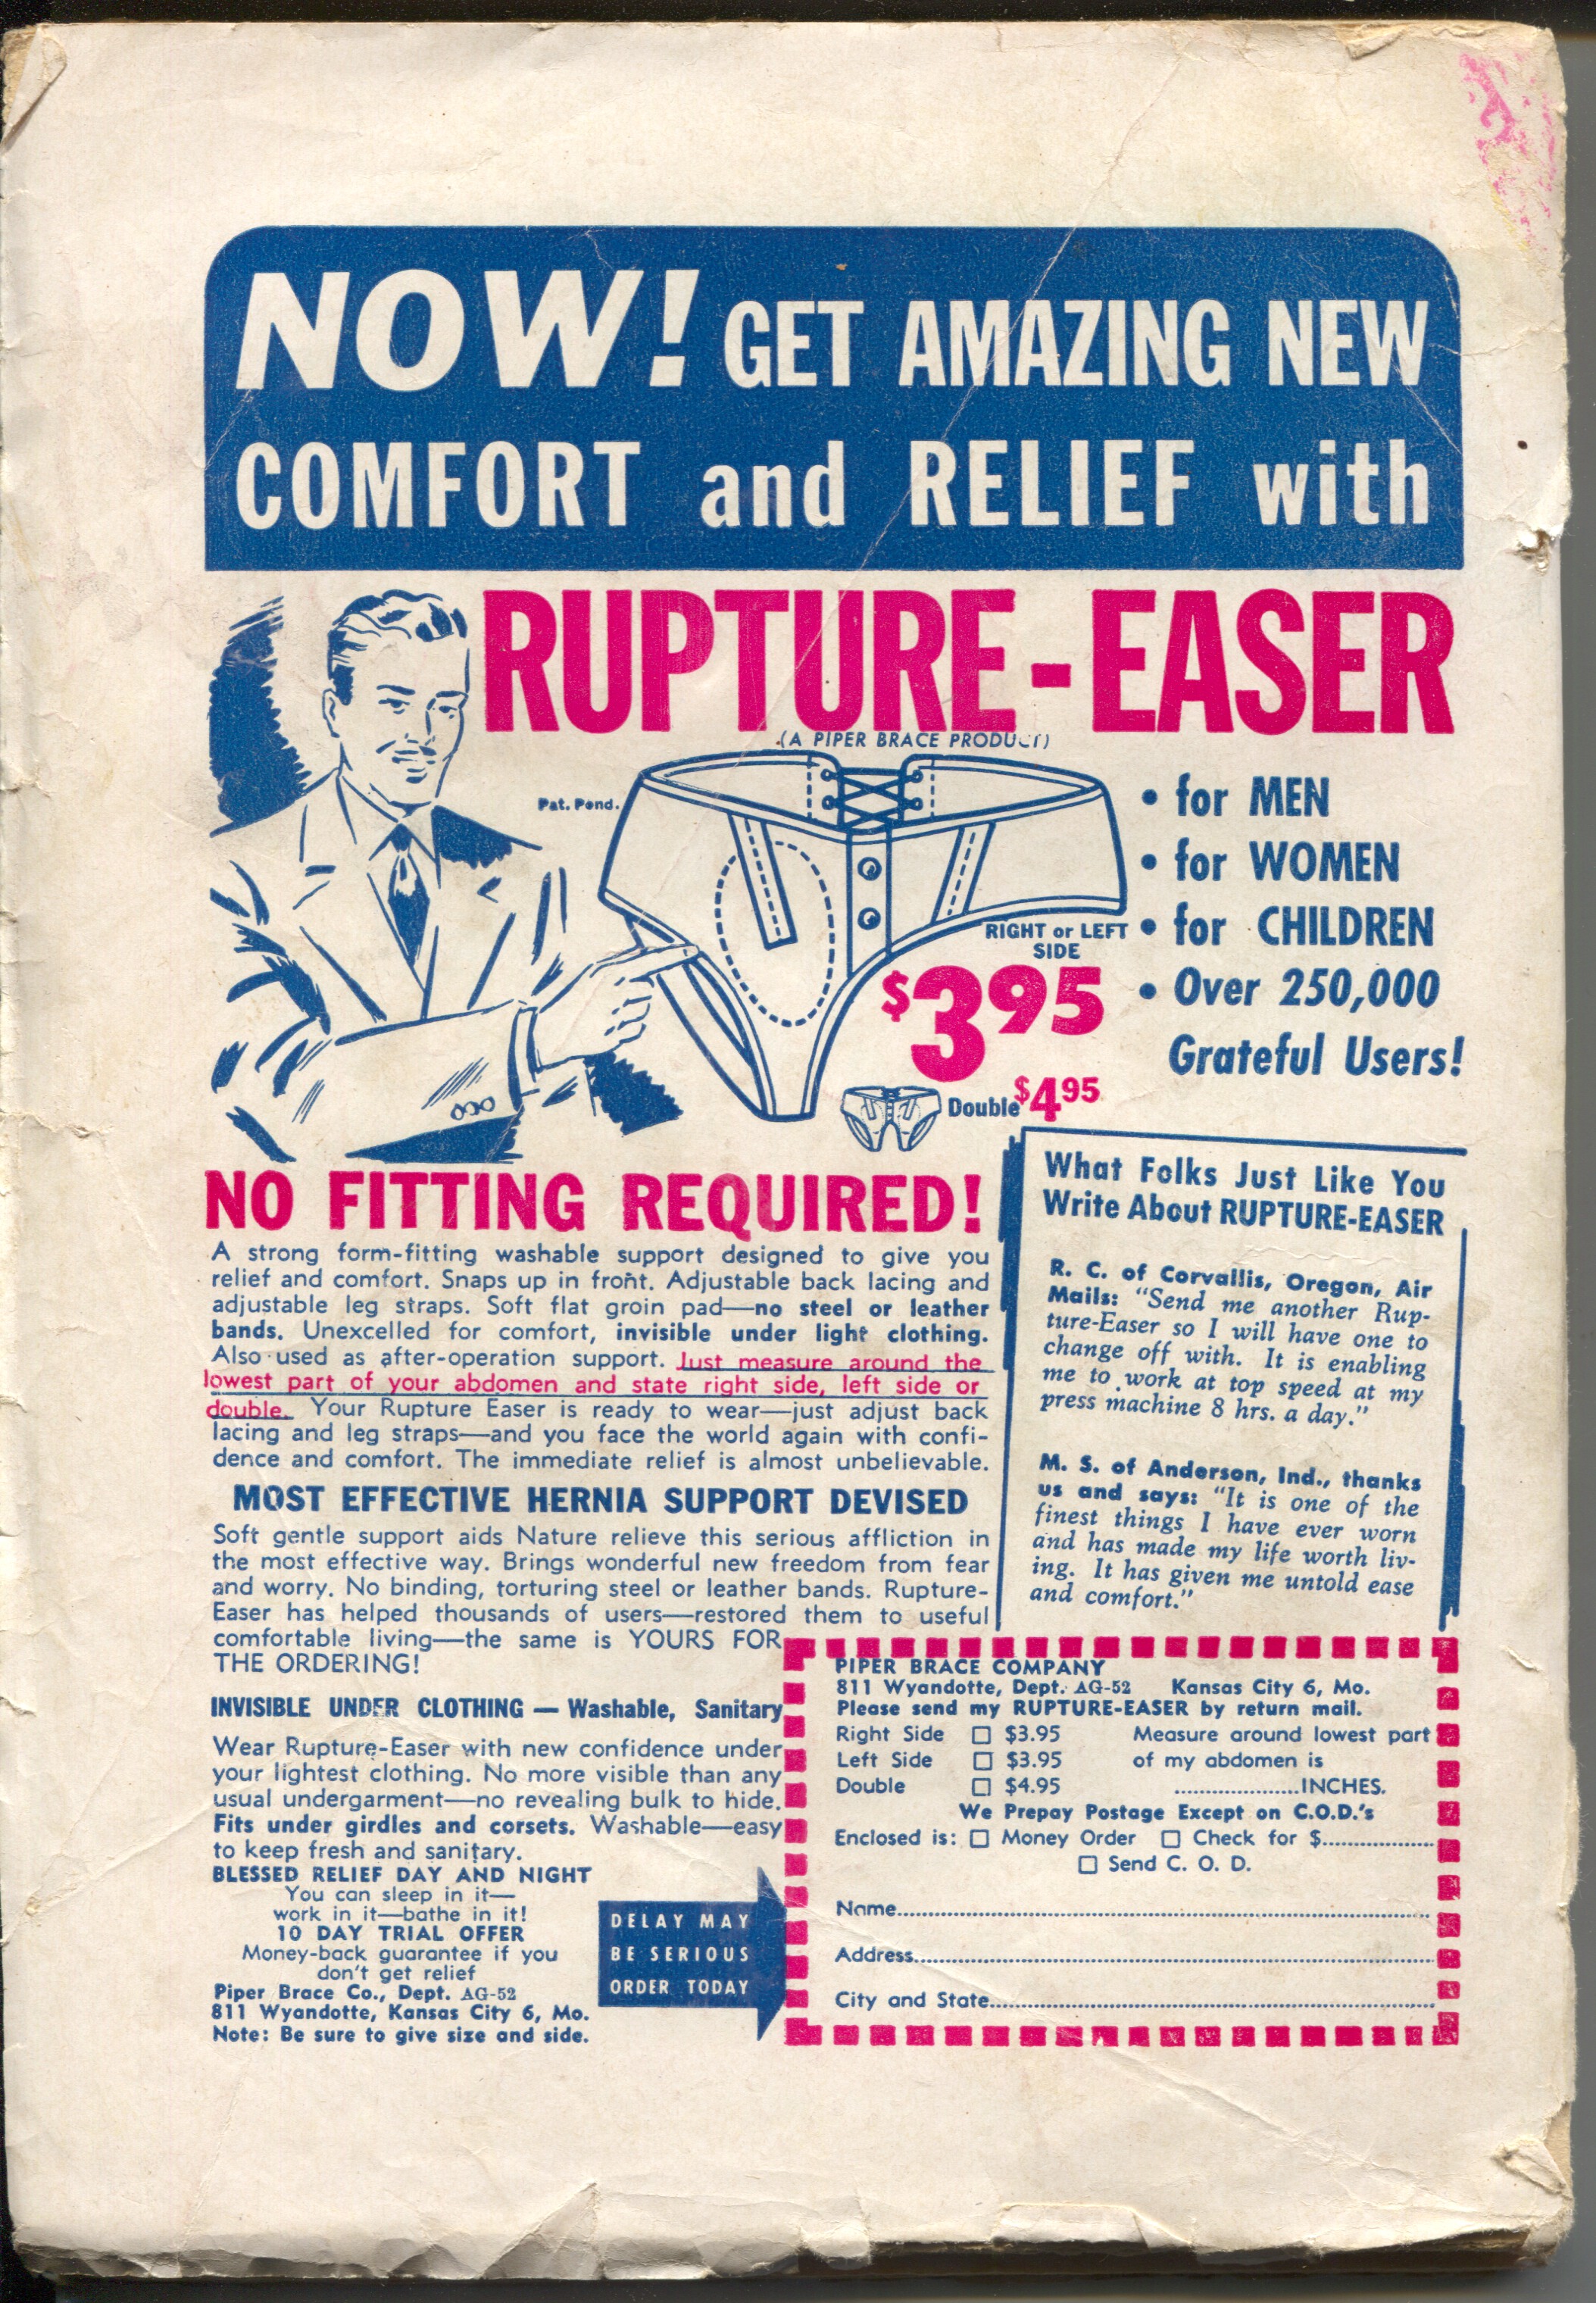 NOW! GET AMAZING NEW
COMFORT and RELIEF with
RUPTURE-EASER
(A PIPER BRACE PRODUCT)
Pat. Pend.
• for MEN
• for WOMEN
• for CHILDREN
• Over 250,000
Grateful Users!
RIGHT or LEFT
SIDE
$3.95
Double $4.95
NO FITTING REQUIRED!
A strong form-fitting washable support designed to give you
relief and comfort. Snaps up in front. Adjustable back lacing and
adjustable leg straps. Soft flat groin pad—no steel or leather
bands. Unexcelled for comfort, invisible under light clothing.
Also used as after-operation support. Just measure around the
lowest part of your abdomen and state right side, left side or
double. Your Rupture Easer is ready to wear—just adjust back
lacing and leg straps—and you face the world again with confi-
dence and comfort. The immediate relief is almost unbelievable.
MOST EFFECTIVE HERNIA SUPPORT DEVISED
Soft gentle support aids Nature relieve this serious affliction in
the most effective way. Brings wonderful new freedom from fear
and worry. No binding, torturing steel or leather bands. Rupture-
Easer has helped thousands of users—restored them to useful
comfortable living—the same is YOURS FOR
THE ORDERING!
INVISIBLE UNDER CLOTHING — Washable, Sanitary
Wear Rupture-Easer with new confidence under
your lightest clothing. No more visible than any
usual undergarment—no revealing bulk to hide.
Fits under girdles and corsets. Washable—easy
to keep fresh and sanitary.
BLESSED RELIEF DAY AND NIGHT
You can sleep in it—
work in it—bathe in it!
10 DAY TRIAL OFFER
Money-back guarantee if you
don't get relief
Piper Brace Co., Dept. AG-52
811 Wyandotte, Kansas City 6, Mo.
Note: Be sure to give size and side.
DELAY MAY
BE SERIOUS
ORDER TODAY
What Folks Just Like You
Write About RUPTURE-EASER
R. C. of Corvallis, Oregon, Air
Mails: "Send me another Rup-
ture-Easer so I will have one to
change off with. It is enabling
me to work at top speed at my
press machine 8 hrs. a day."
M. S. of Anderson, Ind., thanks
us and says: "It is one of the
finest things I have ever worn
and has made my life worth liv-
ing. It has given me untold ease
and comfort."
PIPER BRACE COMPANY
811 Wyandotte, Dept. AG-52 Kansas City 6, Mo.
Please send my RUPTURE-EASER by return mail.
Right Side □ $3.95 Measure around lowest part
Left Side □ $3.95 of my abdomen is
Double □ $4.95 ....................INCHES.
We Prepay Postage Except on C.O.D.'s
Enclosed is: □ Money Order □ Check for $..................
□ Send C. O. D.
Name....................
Address....................
City and State....................